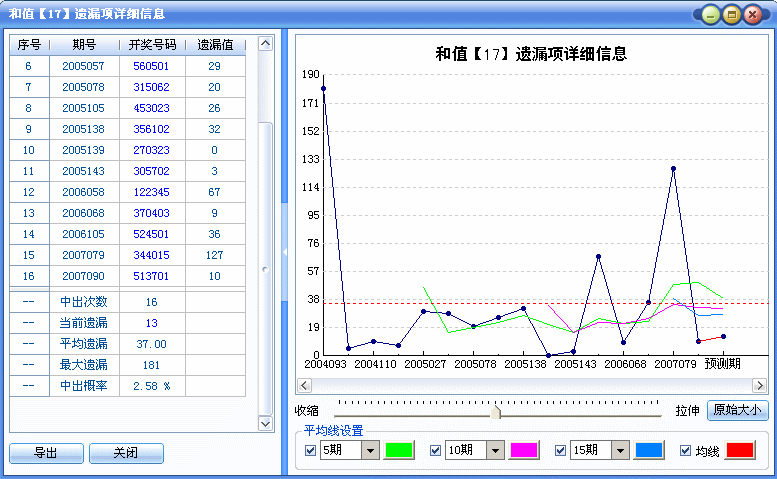 和值【17】遗漏项详细信息
序号 期号 开奖号码 遗漏值
6 2005057 560501 29
7 2005078 315062 20
8 2005105 453023 26
9 2005138 356102 32
10 2005139 270323 0
11 2005143 305702 3
12 2006058 122345 67
13 2006068 370403 9
14 2006105 524501 36
15 2007079 344015 127
16 2007090 513701 10
-- 中出次数 16
-- 当前遗漏 13
-- 平均遗漏 37.00
-- 最大遗漏 181
-- 中出概率 2.58 %
导出 关闭
和值【17】遗漏项详细信息
190
171
152
133
114
95
76
57
38
19
0
2004093 2004110 2005027 2005078 2005138 2005143 2006068 2007079 预测期
收缩 拉伸 原始大小
平均线设置
5期 10期 15期 均线